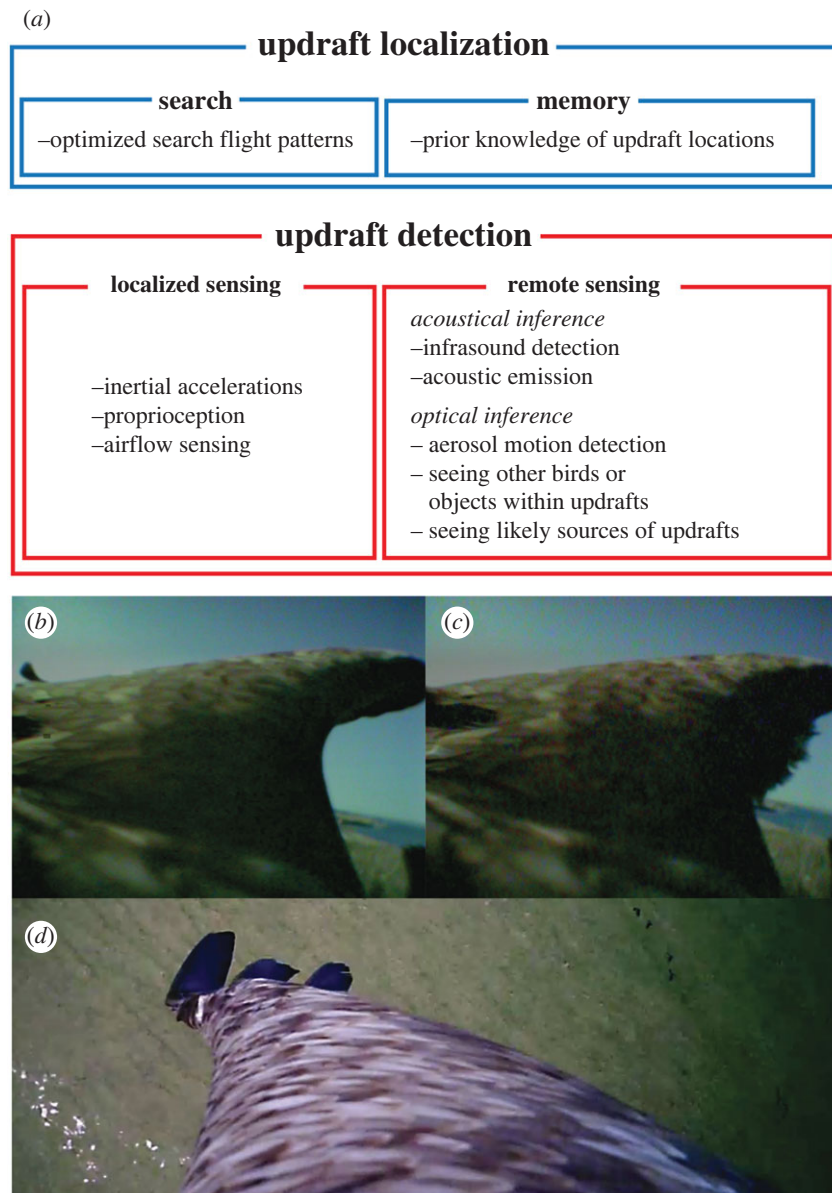 (a)
updraft localization
search
–optimized search flight patterns
memory
–prior knowledge of updraft locations
updraft detection
localized sensing
–inertial accelerations
–proprioception
–airflow sensing
remote sensing
acoustical inference
–infrasound detection
–acoustic emission
optical inference
– aerosol motion detection
– seeing other birds or
objects within updrafts
– seeing likely sources of updrafts
(b)
(c)
(d)